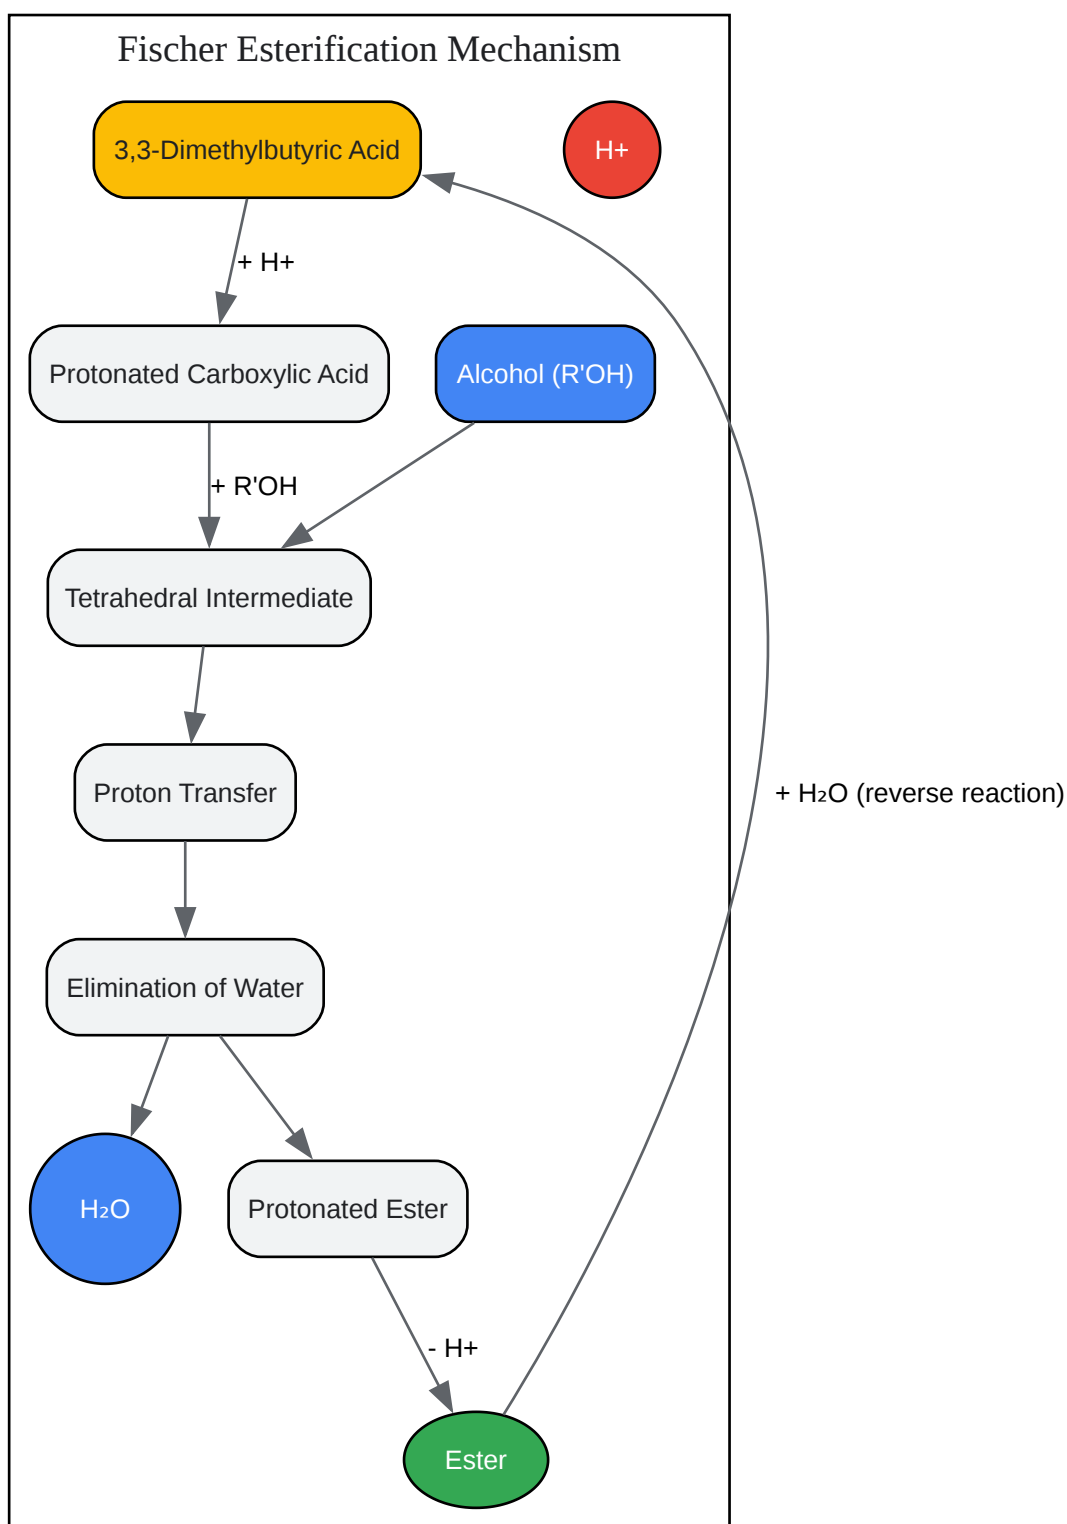 Fischer Esterification Mechanism
3,3-Dimethylbutyric Acid
H+
+ H+
Protonated Carboxylic Acid
Alcohol (R'OH)
+ R'OH
Tetrahedral Intermediate
Proton Transfer
+ H₂O (reverse reaction)
Elimination of Water
H₂O
Protonated Ester
- H+
Ester